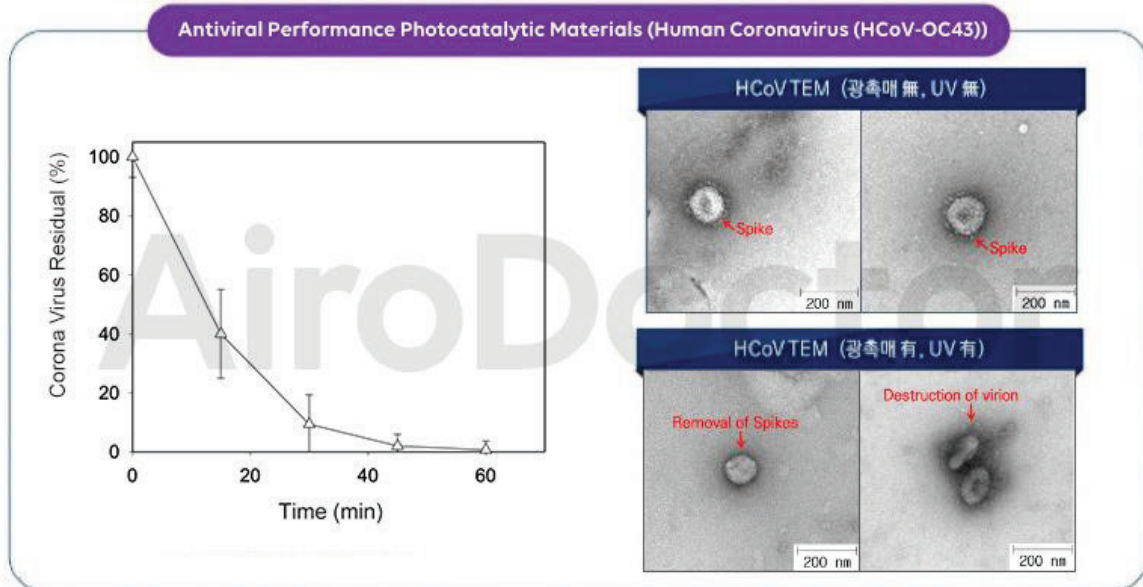 Antiviral Performance Photocatalytic Materials (Human Coronavirus (HCoV-OC43))
AiroDoctor
Corona Virus Residual (%)
100
80
60
40
20
0
0 20 40 60
Time (min)
HCoV TEM (광촉매 無, UV 無)
Spike
200 nm
Spike
200 nm
HCoV TEM (광촉매 有, UV 有)
Removal of Spikes
200 nm
Destruction of virion
200 nm